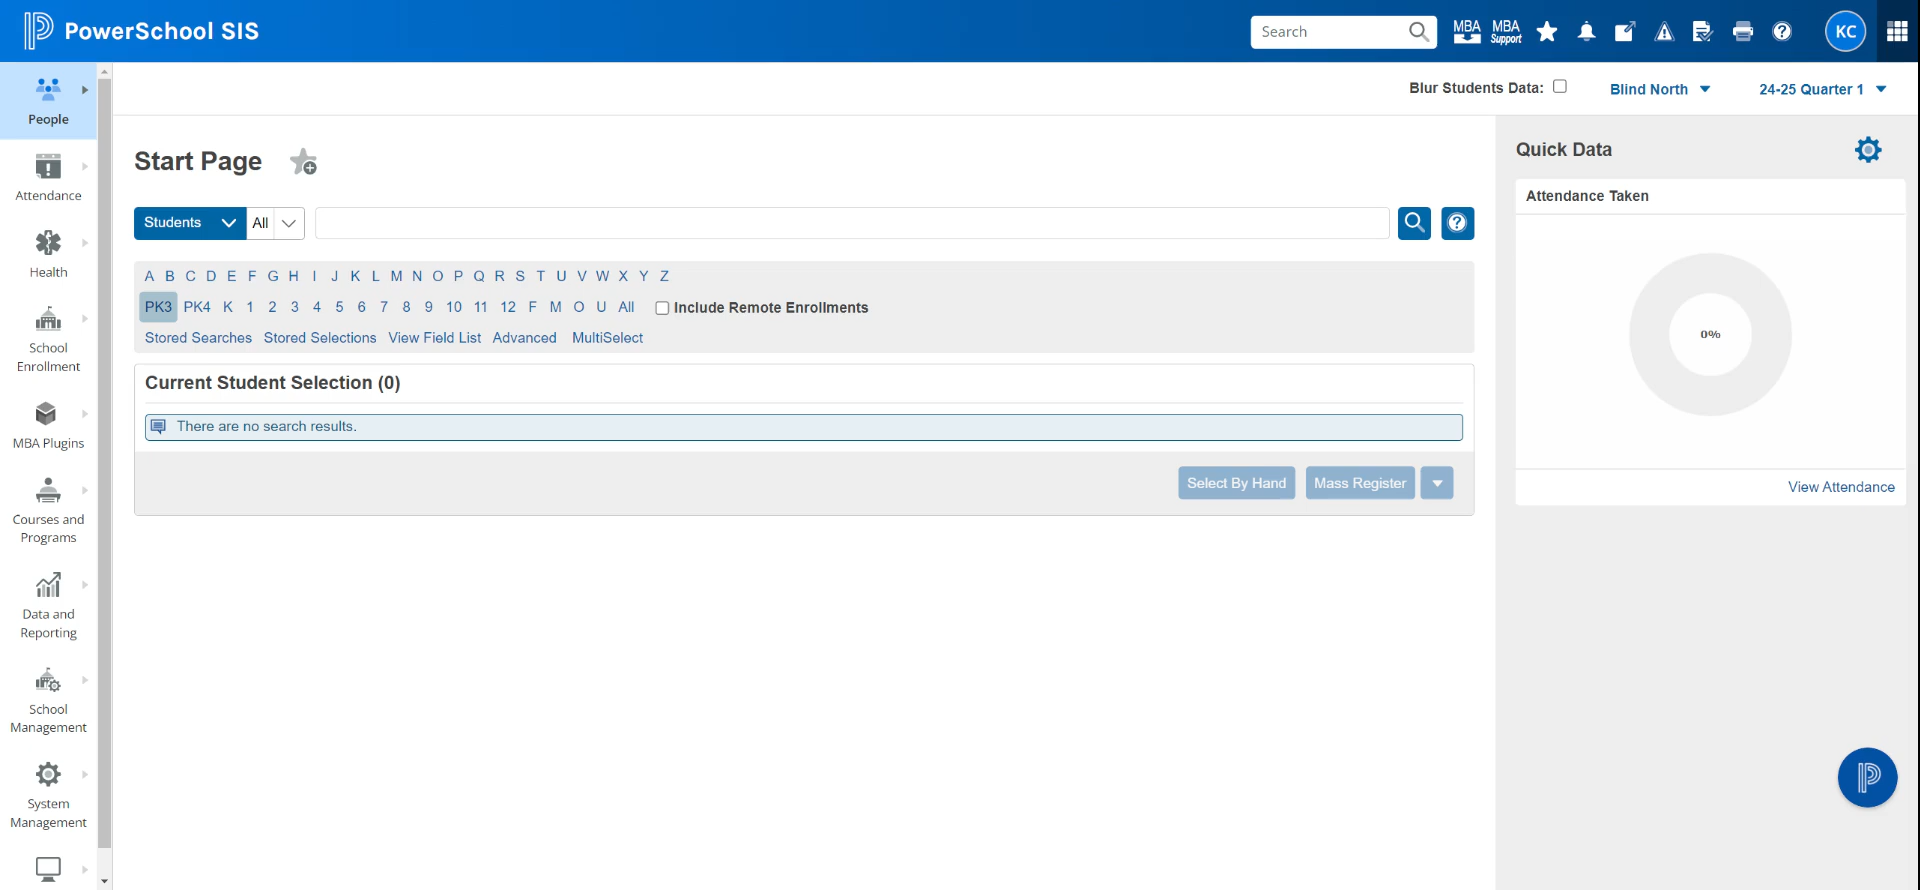 PowerSchool SIS
Search
MBA
MBA Support
KC
Blur Students Data:
Blind North
24-25 Quarter 1
People
Attendance
Health
School
Enrollment
MBA Plugins
Courses and
Programs
Data and
Reporting
School
Management
System
Management
Start Page
Students
All
A B C D E F G H I J K L M N O P Q R S T U V W X Y Z
PK3 PK4 K 1 2 3 4 5 6 7 8 9 10 11 12 F M O U All Include Remote Enrollments
Stored Searches Stored Selections View Field List Advanced MultiSelect
Current Student Selection (0)
There are no search results.
Select By Hand
Mass Register
Quick Data
Attendance Taken
0%
View Attendance